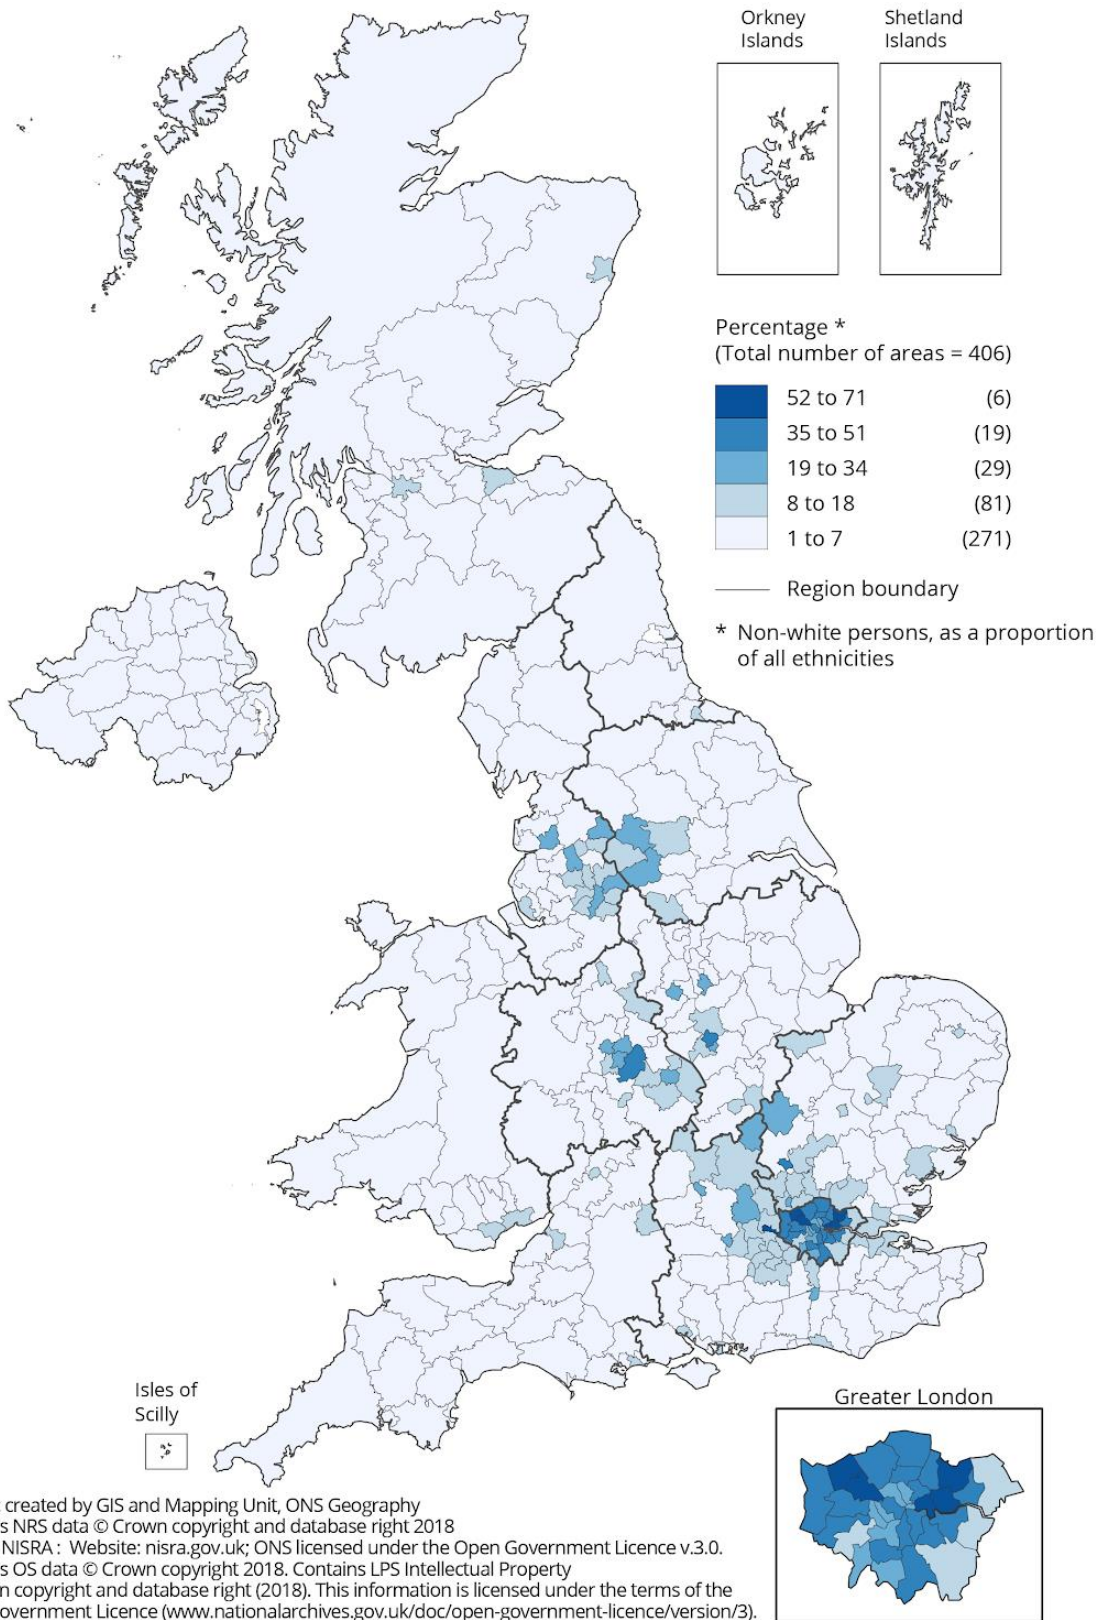 Orkney
Islands
Shetland
Islands
Percentage *
(Total number of areas = 406)
52 to 71 (6)
35 to 51 (19)
19 to 34 (29)
8 to 18 (81)
1 to 7 (271)
Region boundary
* Non-white persons, as a proportion
of all ethnicities
Isles of
Scilly
Greater London
created by GIS and Mapping Unit, ONS Geography
s NRS data © Crown copyright and database right 2018
NISRA : Website: nisra.gov.uk; ONS licensed under the Open Government Licence v.3.0.
s OS data © Crown copyright 2018. Contains LPS Intellectual Property
n copyright and database right (2018). This information is licensed under the terms of the
overnment Licence (www.nationalarchives.gov.uk/doc/open-government-licence/version/3).